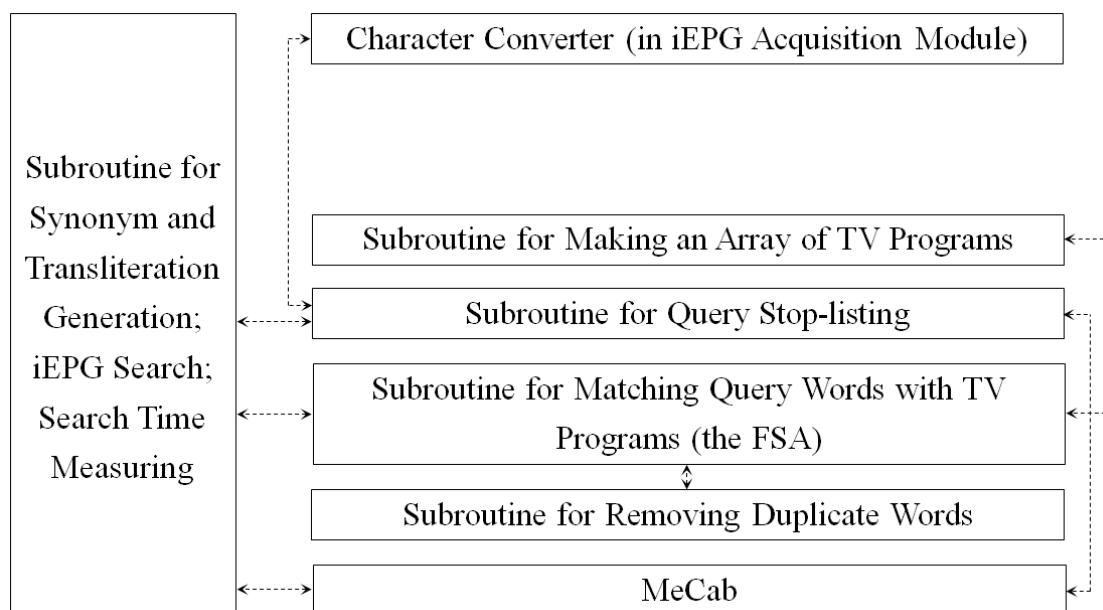 Subroutine for
Synonym and
Transliteration
Generation;
iEPG Search;
Search Time
Measuring
Character Converter (in iEPG Acquisition Module)
Subroutine for Making an Array of TV Programs
Subroutine for Query Stop-listing
Subroutine for Matching Query Words with TV
Programs (the FSA)
Subroutine for Removing Duplicate Words
MeCab